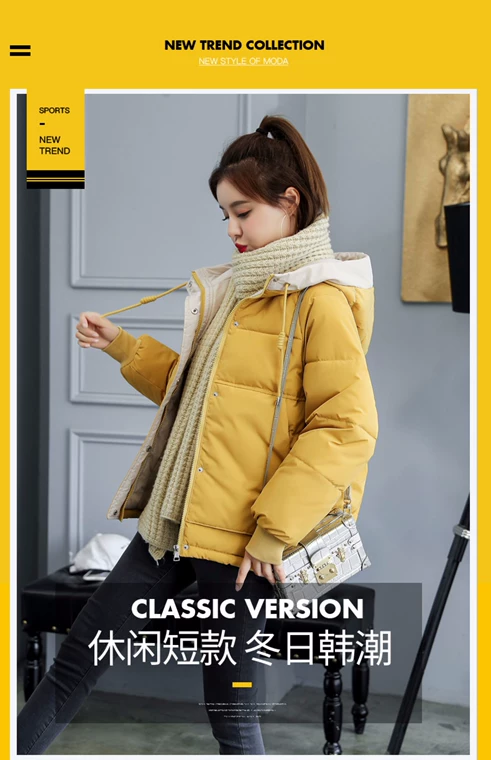 NEW TREND COLLECTION
NEW STYLE OF MODA
SPORTS
NEW
TREND
CLASSIC VERSION
休闲短款 冬日韩潮